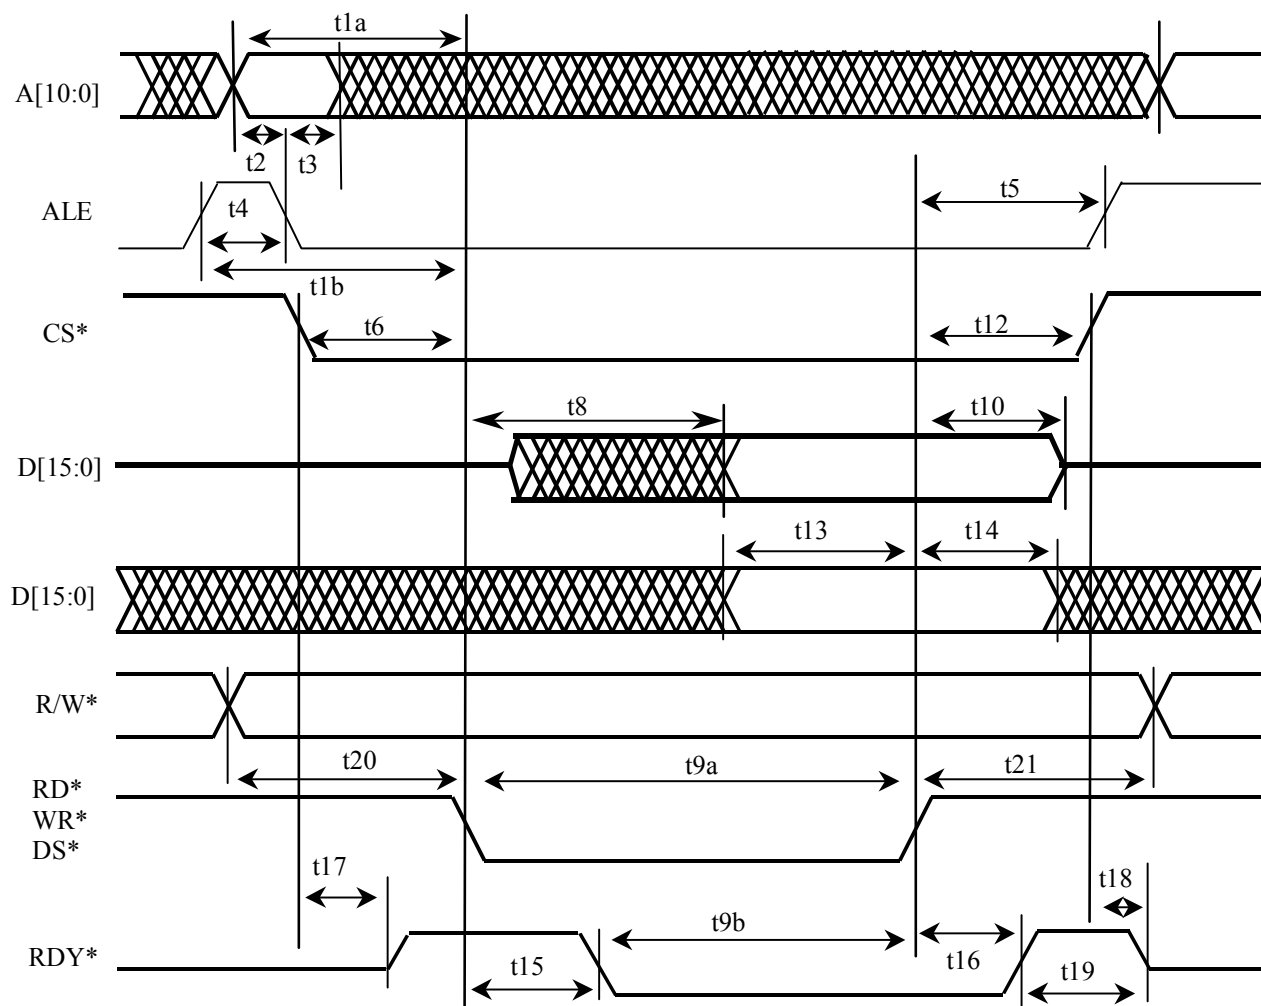 t1a
A[10:0]
t2
t3
ALE
t4
t5
t1b
CS*
t6
t12
t8
t10
D[15:0]
t13
t14
D[15:0]
R/W*
t20
t9a
t21
RD*
WR*
DS*
t17
t18
t9b
RDY*
t15
t16
t19